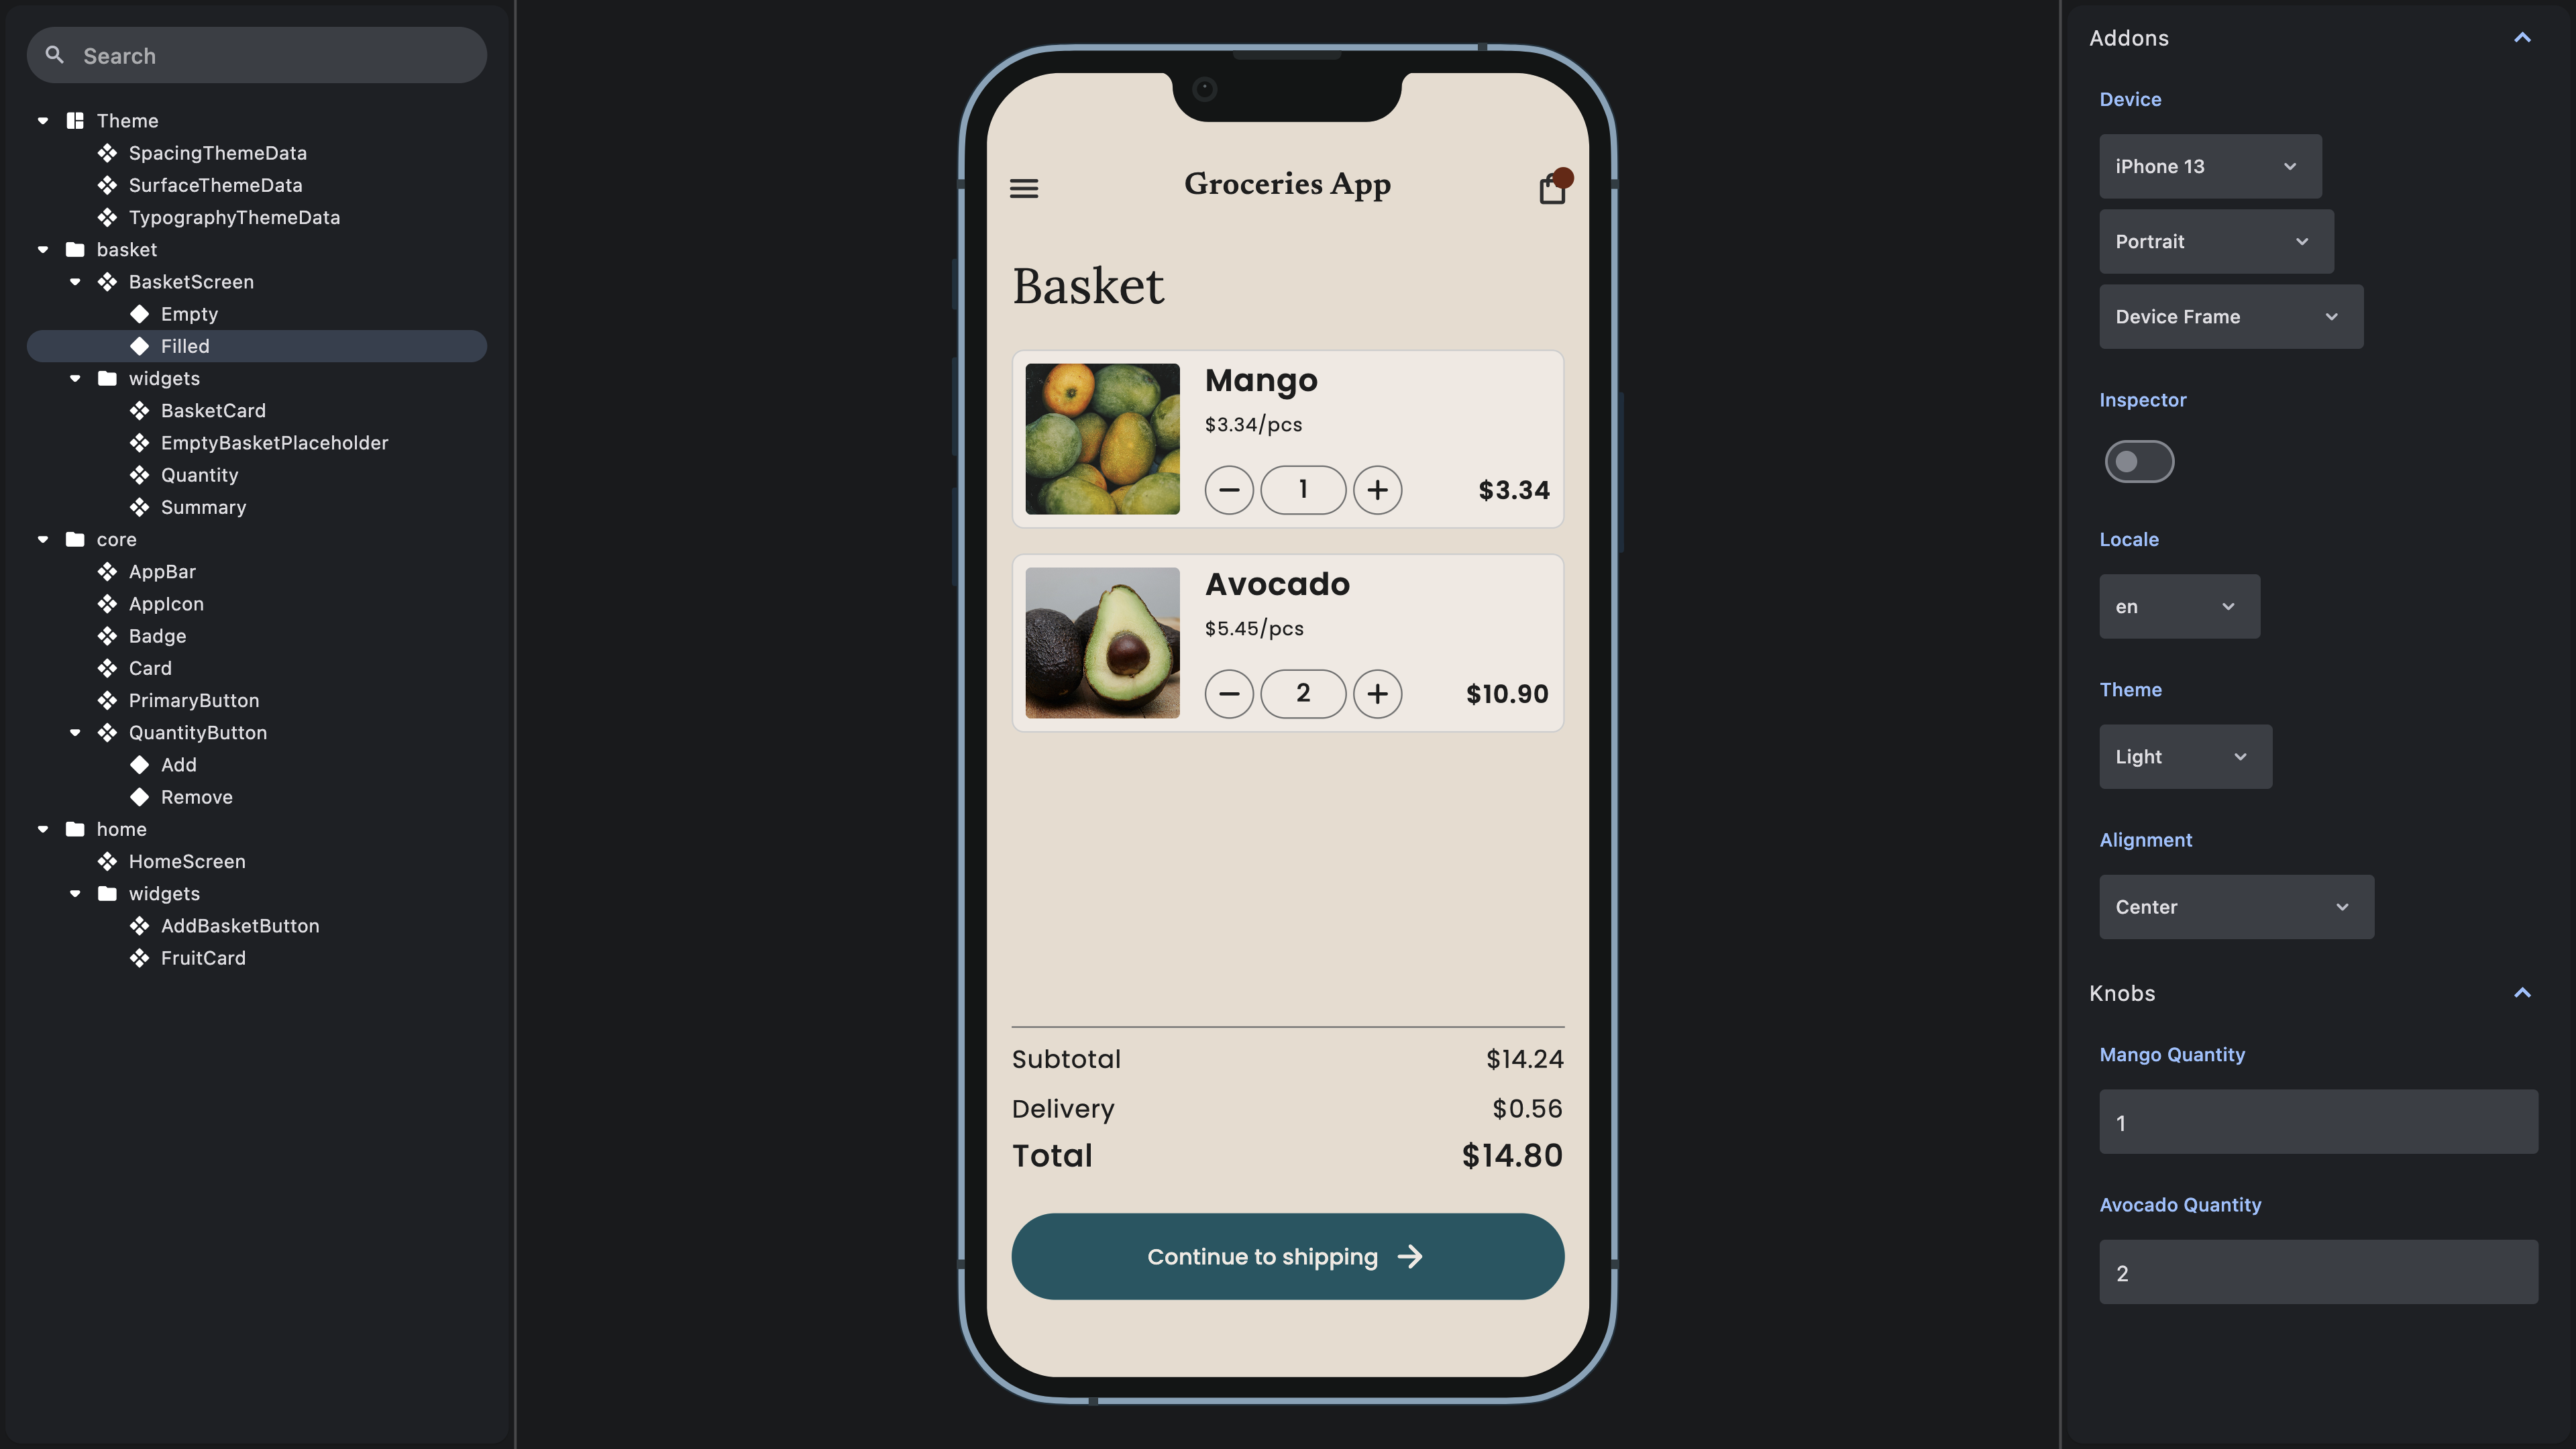 Search
Theme
SpacingThemeData
SurfaceThemeData
TypographyThemeData
basket
BasketScreen
Empty
Filled
widgets
BasketCard
EmptyBasketPlaceholder
Quantity
Summary
core
AppBar
AppIcon
Badge
Card
PrimaryButton
QuantityButton
Add
Remove
home
HomeScreen
widgets
AddBasketButton
FruitCard
Groceries App
Basket
Mango
$3.34/pcs
1 $3.34
Avocado
$5.45/pcs
2 $10.90
Subtotal $14.24
Delivery $0.56
Total $14.80
Continue to shipping
Addons
Device
iPhone 13
Portrait
Device Frame
Inspector
Locale
en
Theme
Light
Alignment
Center
Knobs
Mango Quantity
1
Avocado Quantity
2